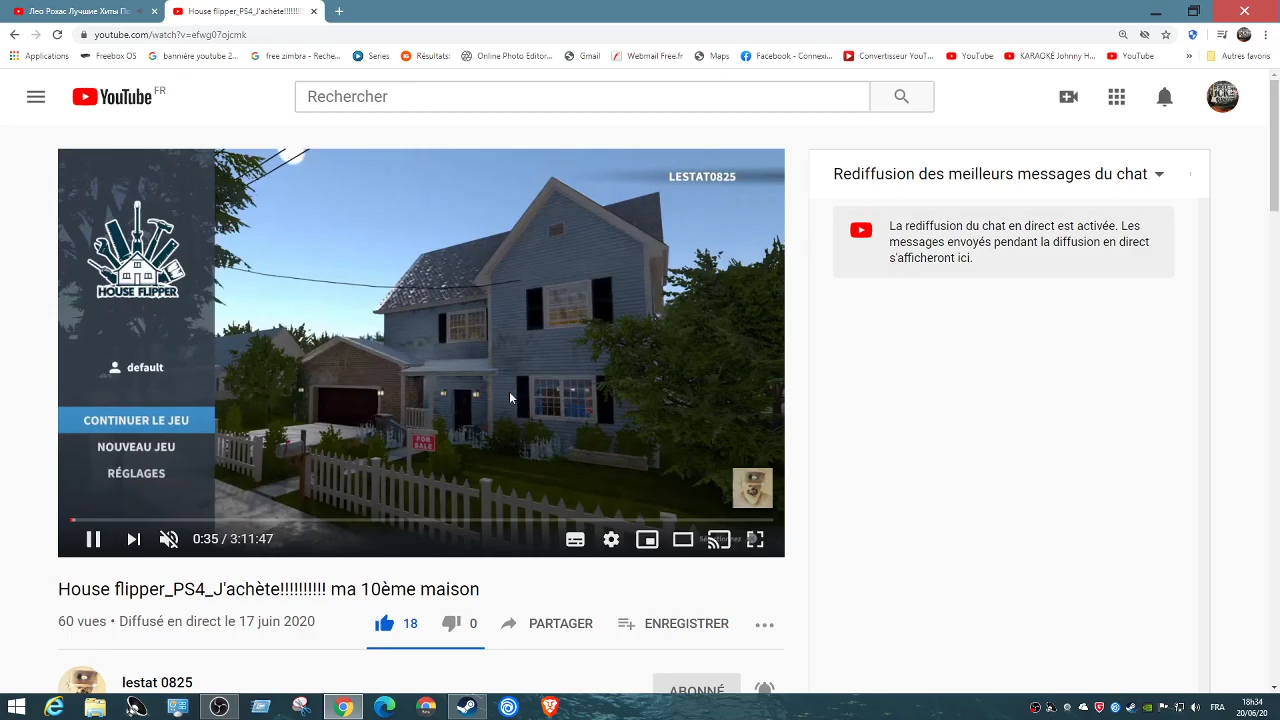 Лео Рохас Лучшие Хиты П
House flipper_PS4_J'achète!!!!!!!!!
youtube.com/watch?v=efwg07ojcmk
Applications
Freebox OS
bannière youtube 2...
free zimbra - Reche...
Series
Résultats:
Online Photo Editor...
Gmail
Webmail Free.fr
Maps
Facebook - Connexi...
Convertisseur YouT...
YouTube
KARAOKÉ Johnny H...
YouTube
»
Autres favoris
YouTube FR
Rechercher
LESTAT0825
HOUSE FLIPPER
default
CONTINUER LE JEU
NOUVEAU JEU
RÉGLAGES
FOR SALE
0:35 / 3:11:47
Rediffusion des meilleurs messages du chat
La rediffusion du chat en direct est activée. Les
messages envoyés pendant la diffusion en direct
s'afficheront ici.
House flipper_PS4_J'achète!!!!!!!!!! ma 10ème maison
60 vues • Diffusé en direct le 17 juin 2020
18
0
PARTAGER
ENREGISTRER
lestat 0825
ABONNÉ
FRA
18h34
20/06/20